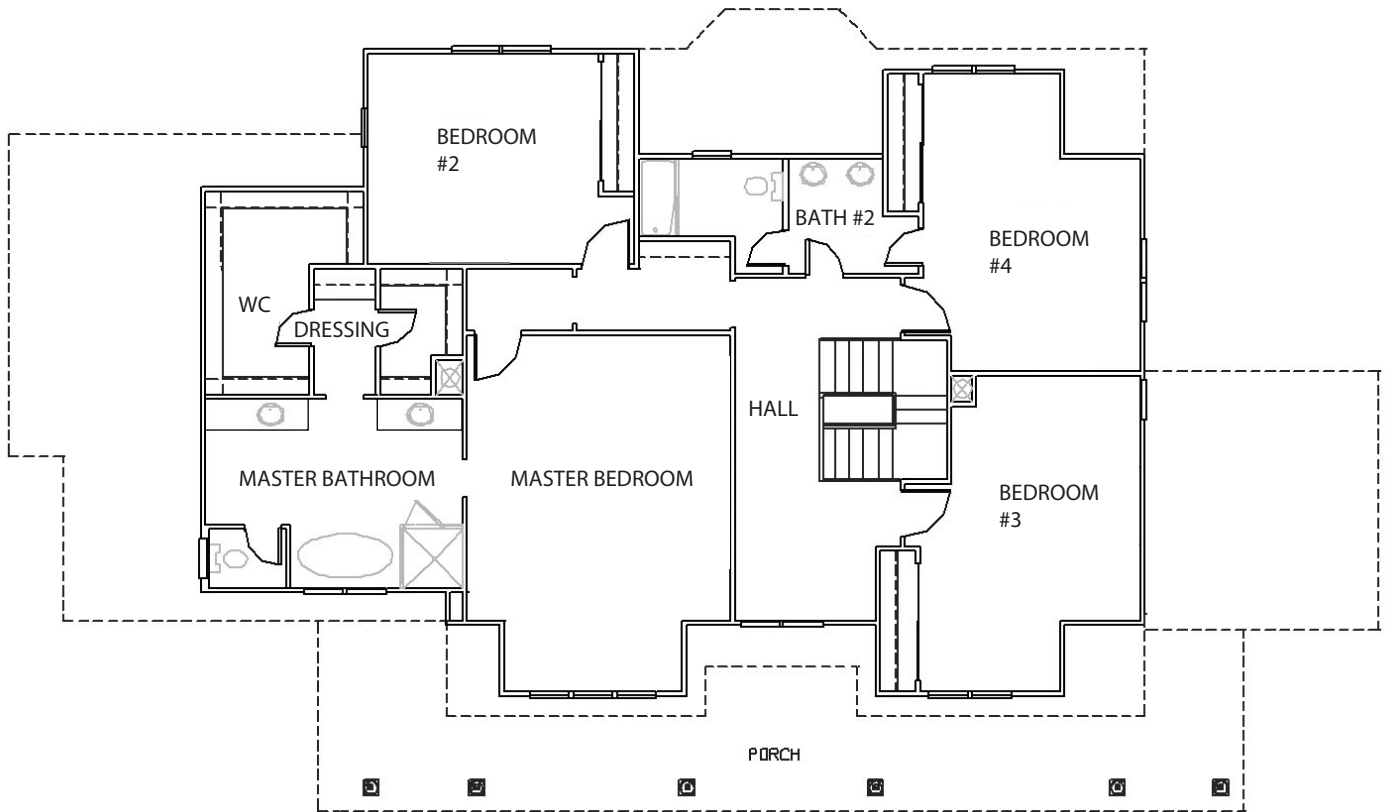 BEDROOM
#2
BATH #2
BEDROOM
#4
WC
DRESSING
HALL
MASTER BATHROOM
MASTER BEDROOM
BEDROOM
#3
PORCH